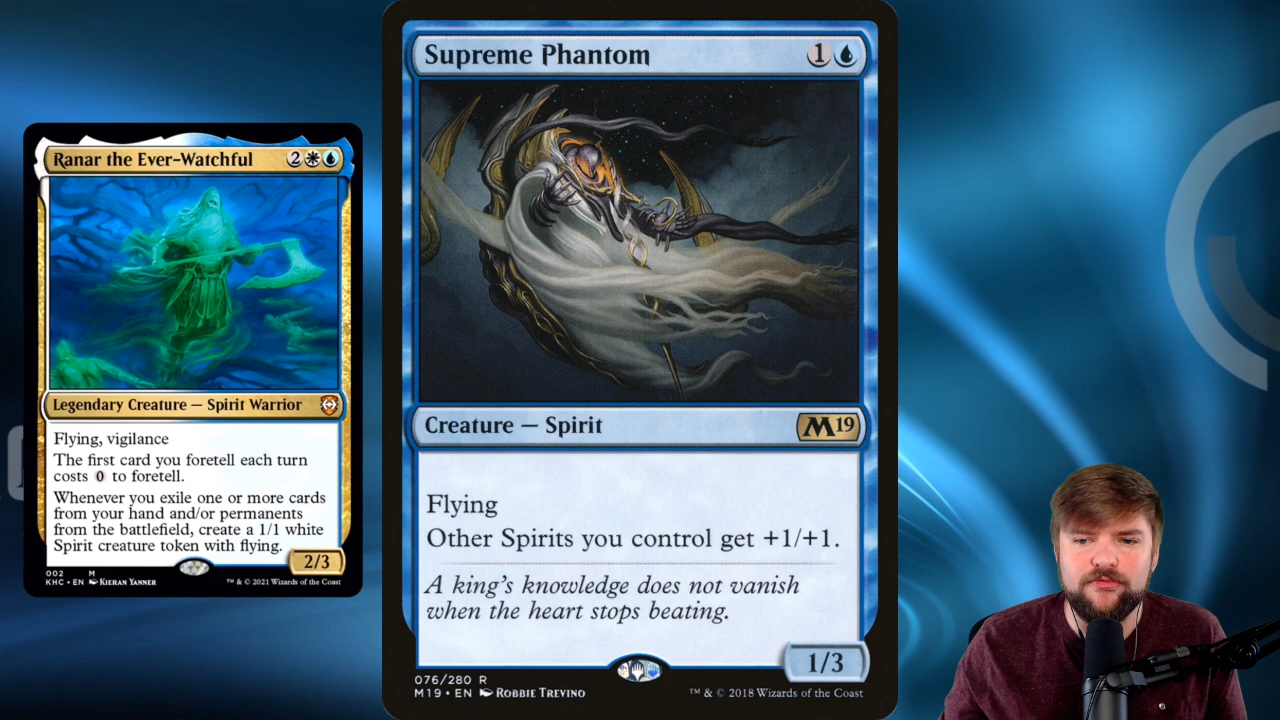 Ranar the Ever-Watchful 2
Legendary Creature — Spirit Warrior
Flying, vigilance
The first card you foretell each turn
costs 0 to foretell.
Whenever you exile one or more cards
from your hand and/or permanents
from the battlefield, create a 1/1 white
Spirit creature token with flying.
2/3
002 M
KHC • EN Kieran Yanner ™ & © 2021 Wizards of the Coast
Supreme Phantom 1
Creature — Spirit M19
Flying
Other Spirits you control get +1/+1.
A king's knowledge does not vanish
when the heart stops beating.
1/3
076/280 R
M19 • EN Robbie Trevino ™ & © 2018 Wizards of the Coast